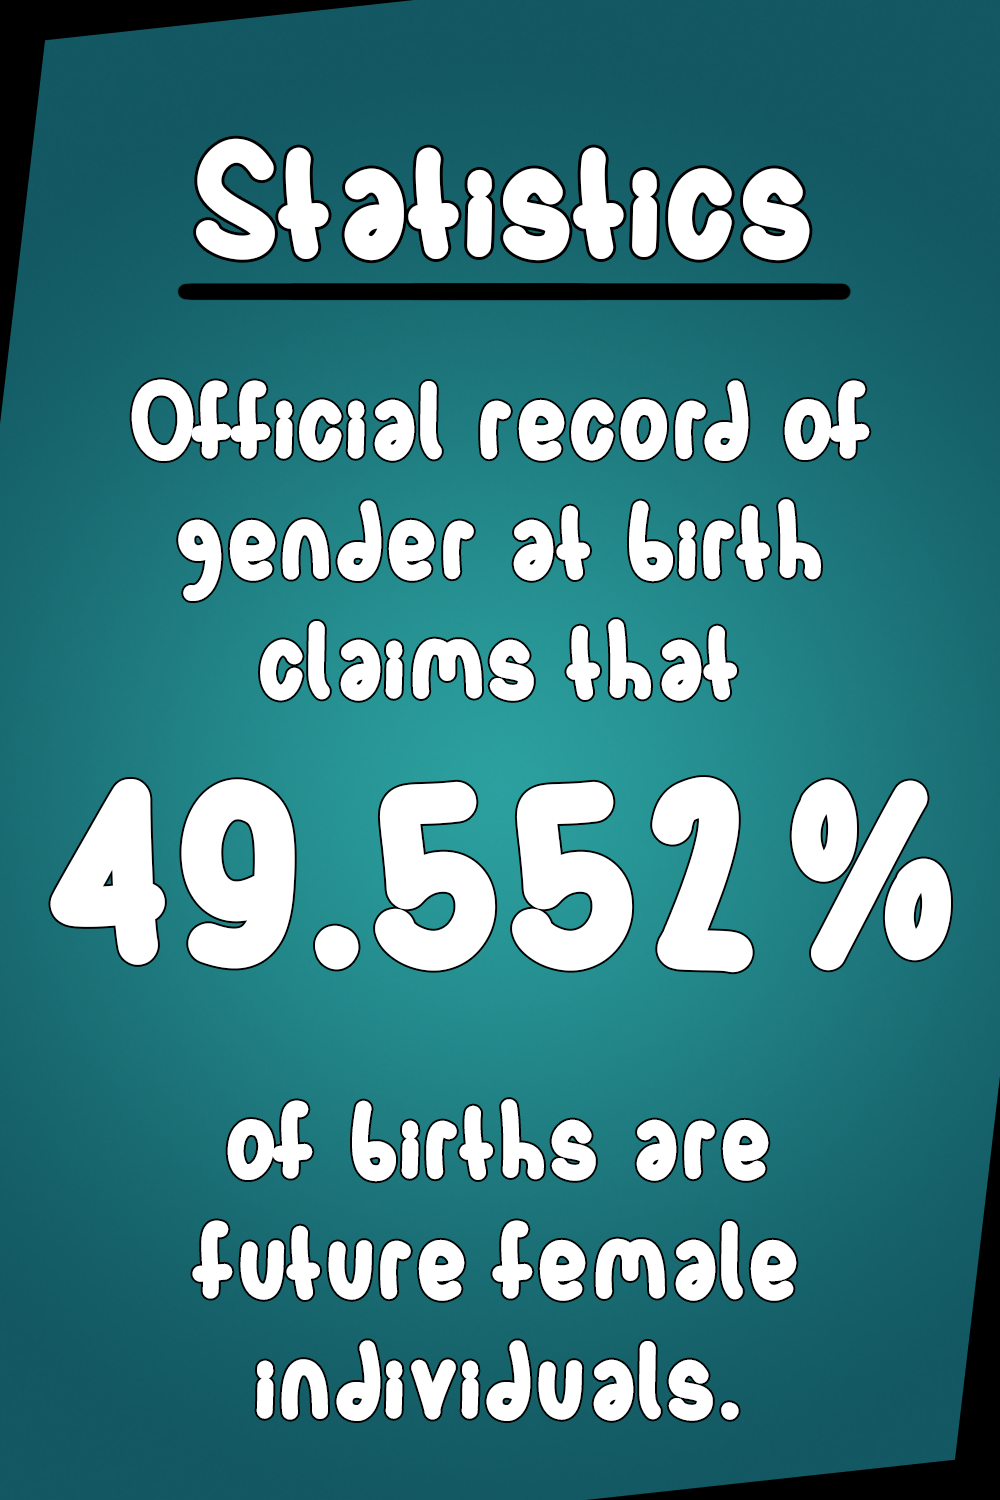 Statistics
Official record of
gender at birth
claims that
49.552%
of births are
future female
individuals.